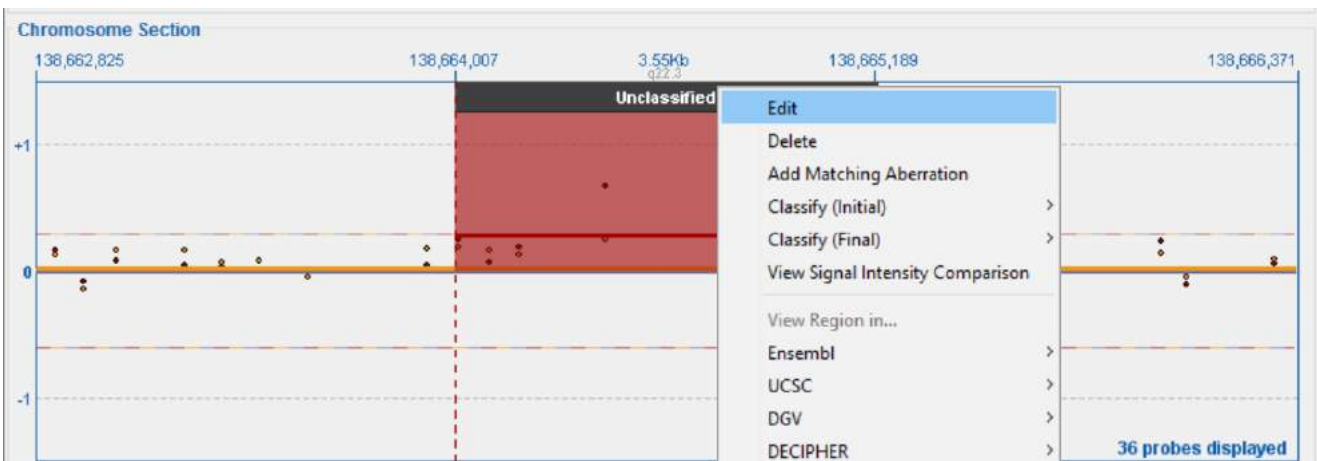 Chromosome Section
138,662,825 138,664,007 3.55Kb 138,665,189 138,666,371
q22.3
Unclassified
+1
0
-1
Edit
Delete
Add Matching Aberration
Classify (Initial)
Classify (Final)
View Signal Intensity Comparison
View Region in...
Ensembl
UCSC
DGV
DECIPHER
36 probes displayed